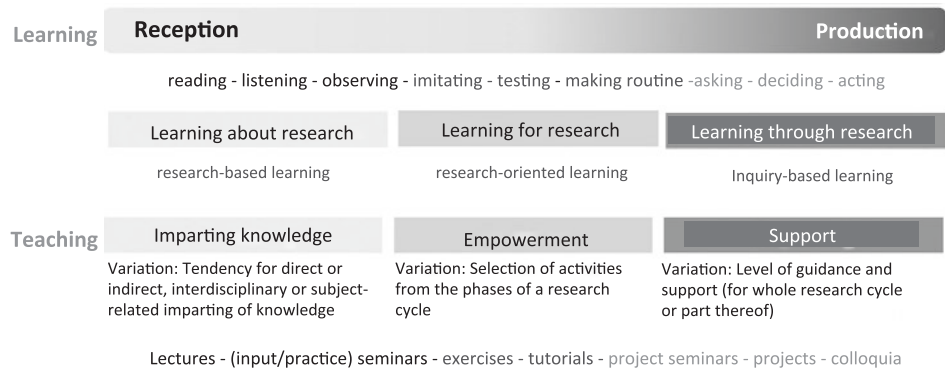 Learning
Reception
Production
reading - listening - observing - imitating - testing - making routine -asking - deciding - acting
Learning about research
Learning for research
Learning through research
research-based learning
research-oriented learning
Inquiry-based learning
Teaching
Imparting knowledge
Empowerment
Support
Variation: Tendency for direct or
indirect, interdisciplinary or subject-
related imparting of knowledge
Variation: Selection of activities
from the phases of a research
cycle
Variation: Level of guidance and
support (for whole research cycle
or part thereof)
Lectures - (input/practice) seminars - exercises - tutorials - project seminars - projects - colloquia